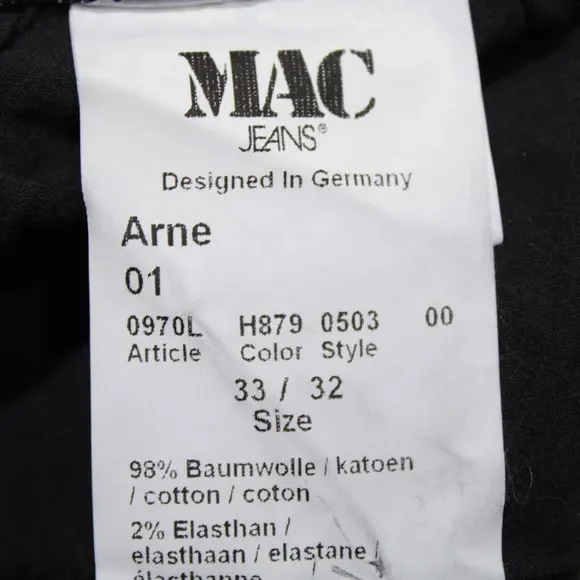 MAC
JEANS®
Designed In Germany
Arne
01
0970L H879 0503 00
Article Color Style
33 / 32
Size
98% Baumwolle / katoen
/ cotton / coton
2% Elasthan /
elasthaan / elastane /
élasthanne